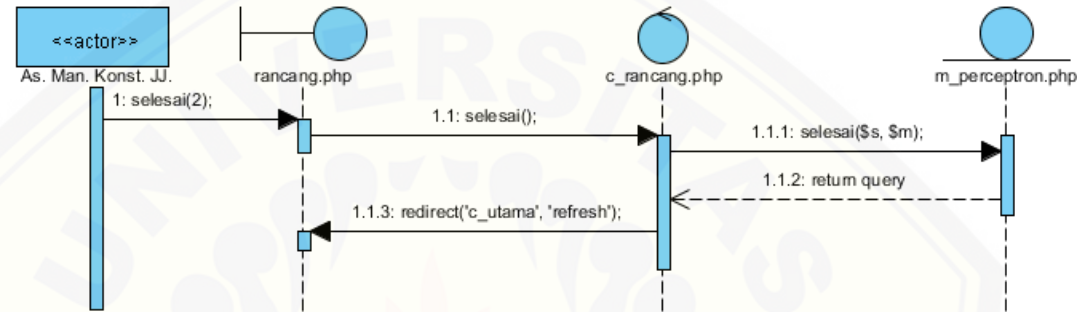 <<actor>>
As. Man. Konst. JJ.
rancang.php
c_rancang.php
m_perceptron.php
1: selesai(2);
1.1: selesai();
1.1.1: selesai($s, $m);
1.1.2: return query
1.1.3: redirect('c_utama', 'refresh');
UNIVERSITAS